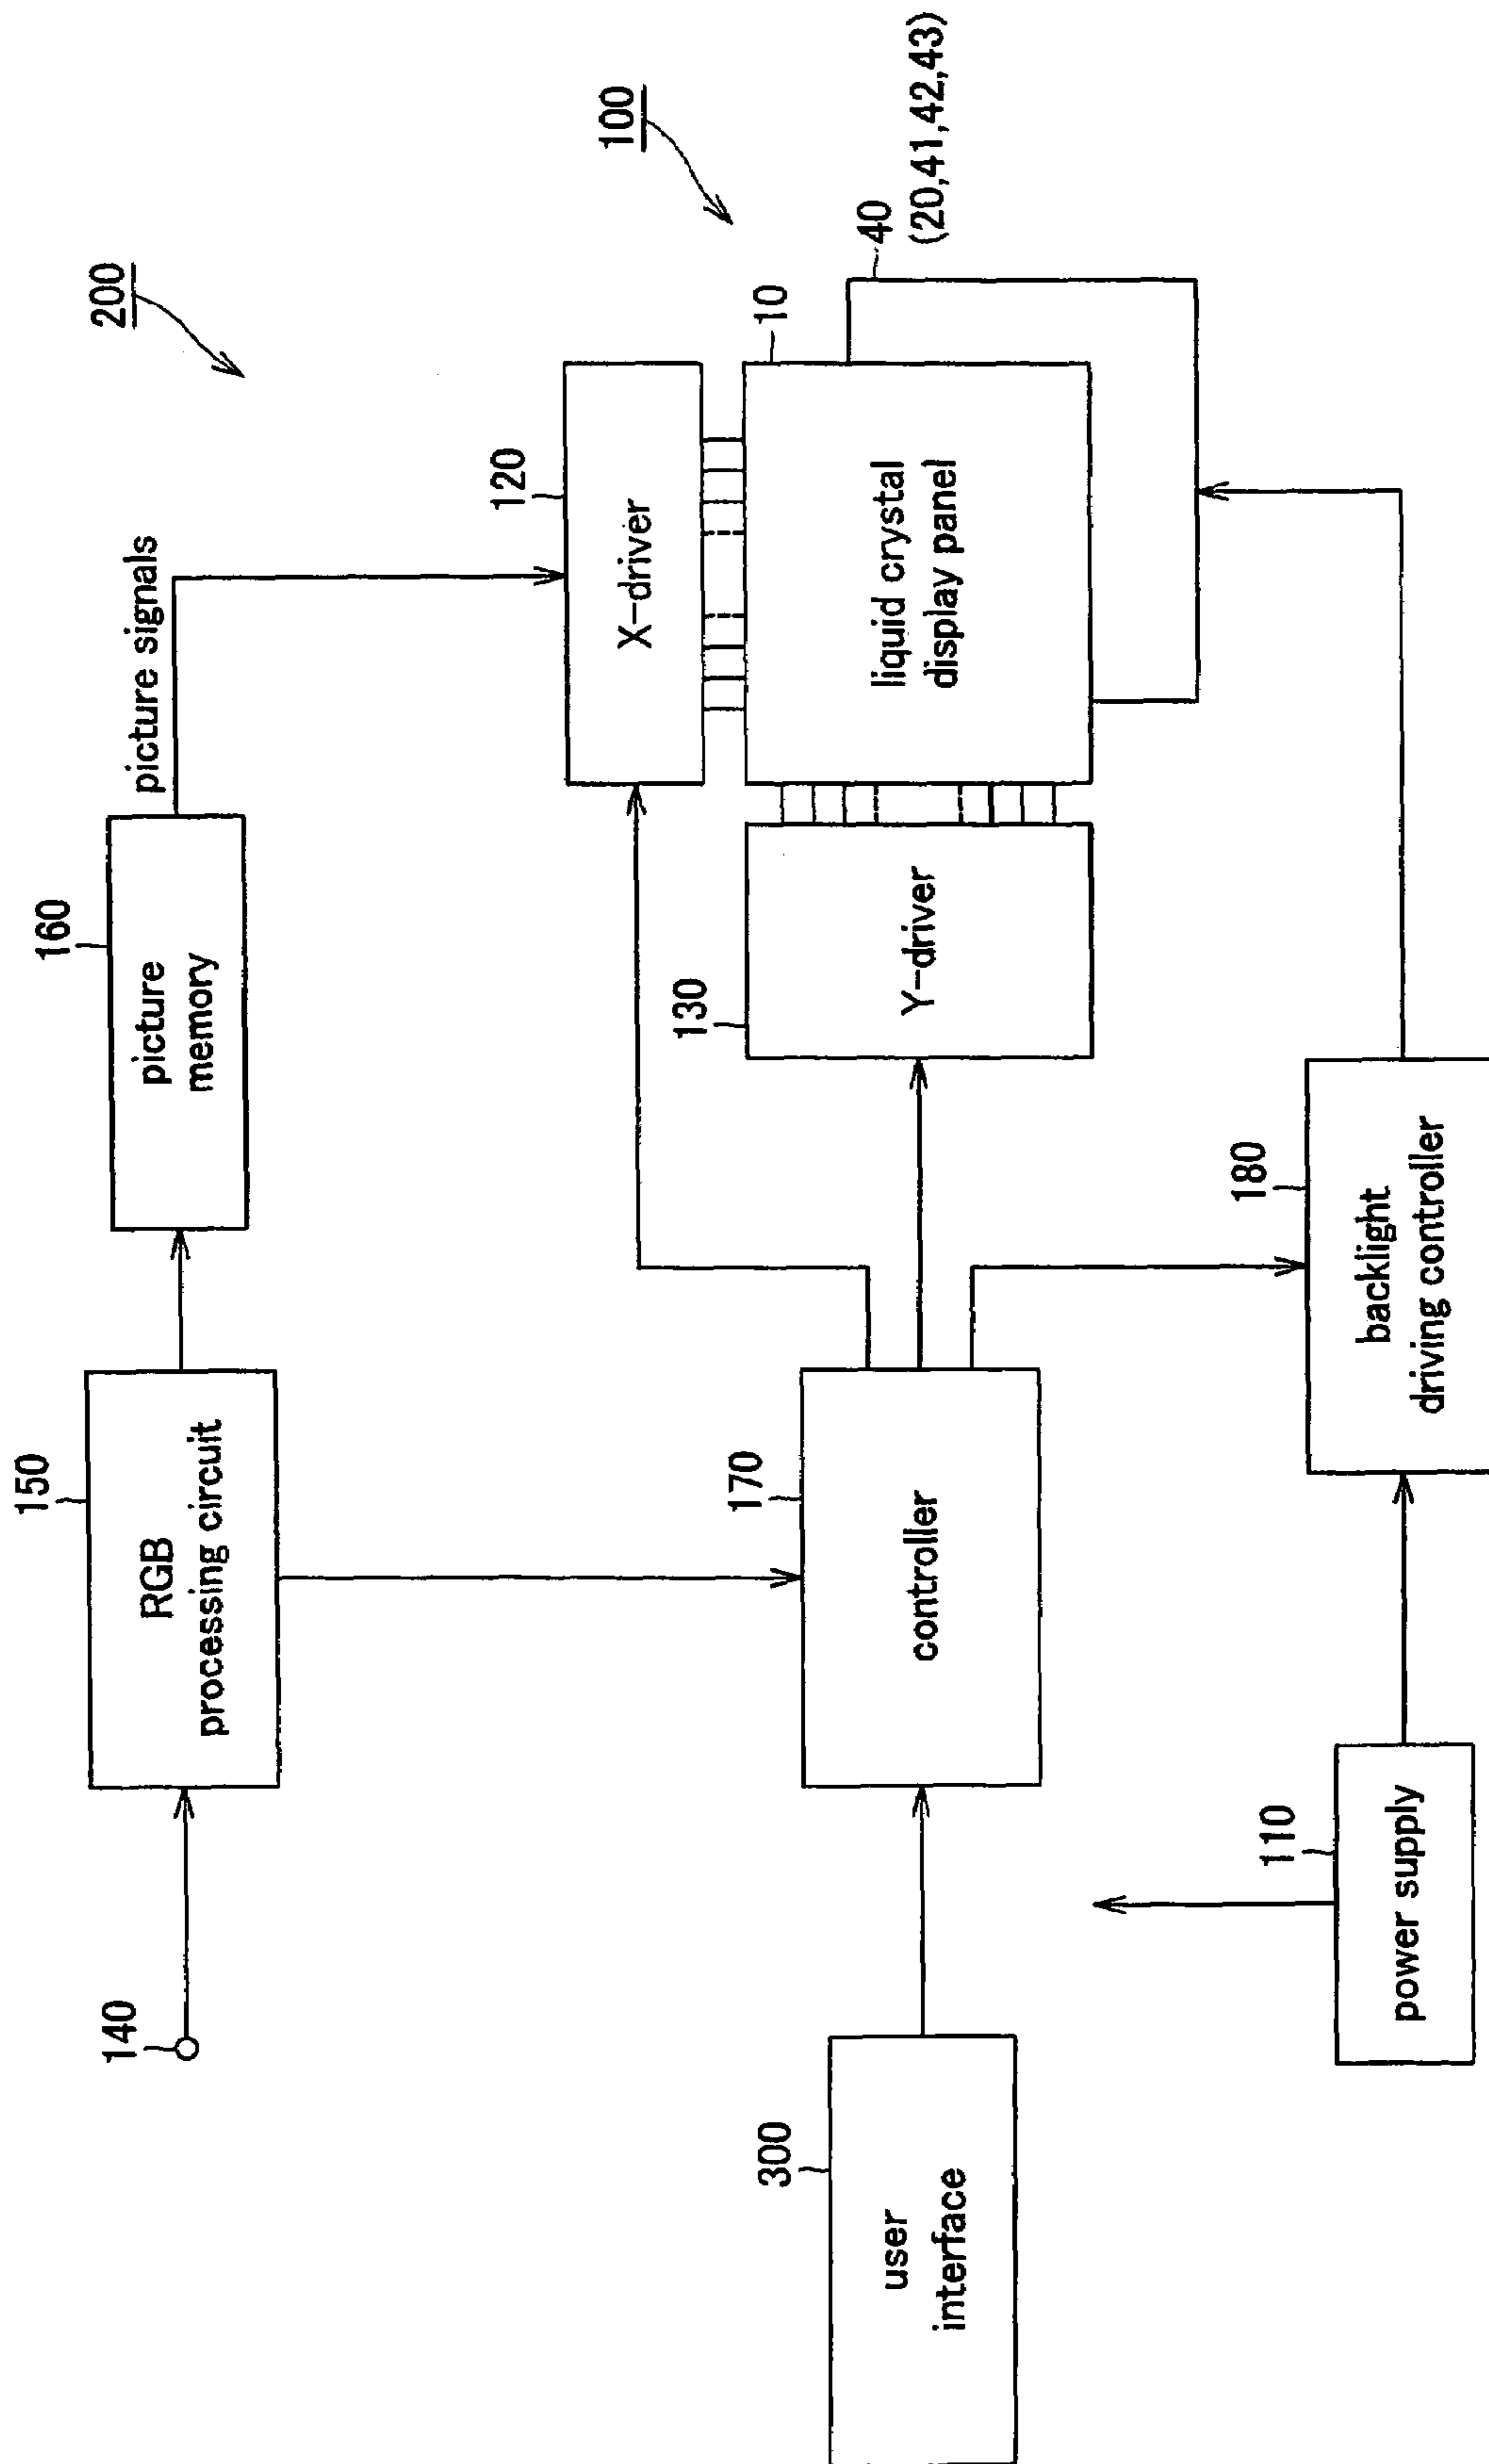 200
140
150
RGB
processing circuit
160
picture
memory
picture signals
120
X-driver
100
130
Y-driver
10
liquid crystal
display panel
40
(20,41,42,43)
300
user
interface
170
controller
110
power supply
180
backlight
driving controller